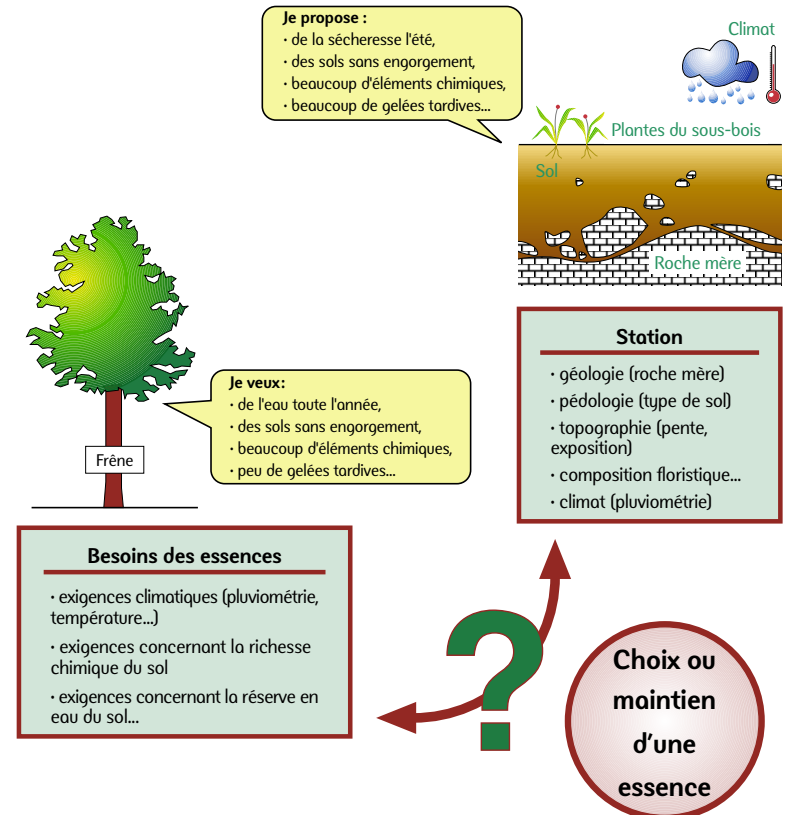 Je propose :
· de la sécheresse l'été,
· des sols sans engorgement,
· beaucoup d'éléments chimiques,
· beaucoup de gelées tardives...
Climat
Plantes du sous-bois
Sol
Roche mère
Frêne
Je veux:
· de l'eau toute l'année,
· des sols sans engorgement,
· beaucoup d'éléments chimiques,
· peu de gelées tardives...
Station
· géologie (roche mère)
· pédologie (type de sol)
· topographie (pente,
exposition)
· composition floristique...
· climat (pluviométrie)
Besoins des essences
· exigences climatiques (pluviométrie,
température...)
· exigences concernant la richesse
chimique du sol
· exigences concernant la réserve en
eau du sol...
?
Choix ou
maintien
d'une
essence